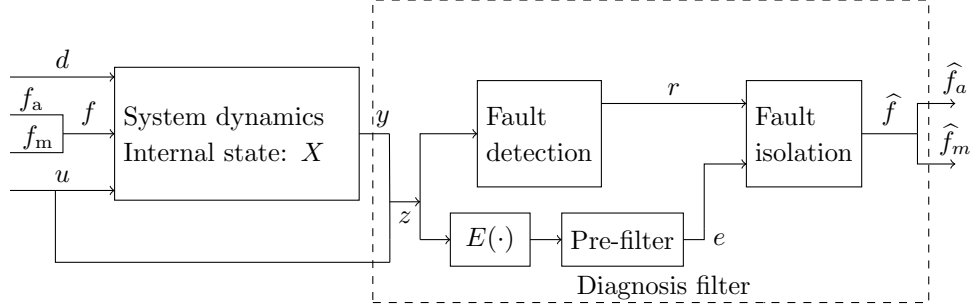 d
f_a
f_m
f
u
System dynamics
Internal state: X
y
z
Fault
detection
r
E(·)
Pre-filter
e
Fault
isolation
f̂
f̂_a
f̂_m
Diagnosis filter